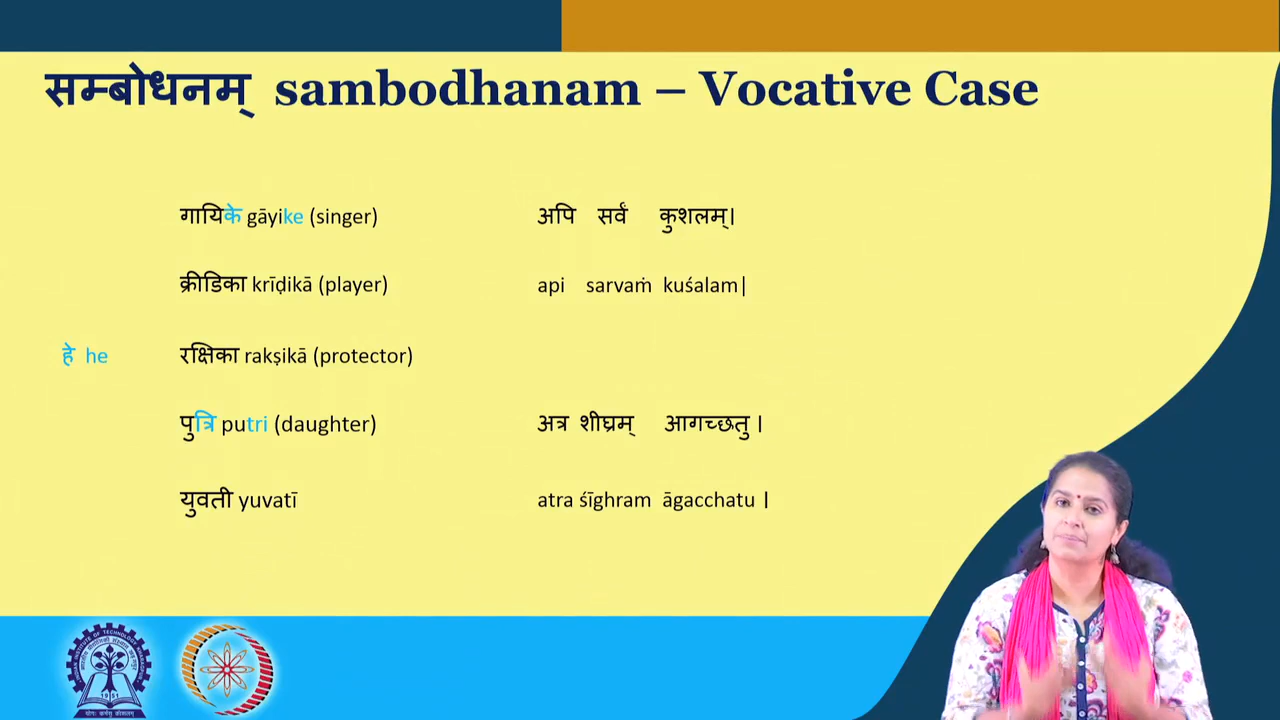 सम्बोधनम् sambodhanam – Vocative Case
गायिके gāyike (singer) अपि सर्वं कुशलम्।
क्रीडिका krīḍikā (player) api sarvaṁ kuśalam|
हे he रक्षिका rakṣikā (protector)
पुत्रि putri (daughter) अत्र शीघ्रम् आगच्छतु ।
युवती yuvatī atra śīghram āgacchatu ।